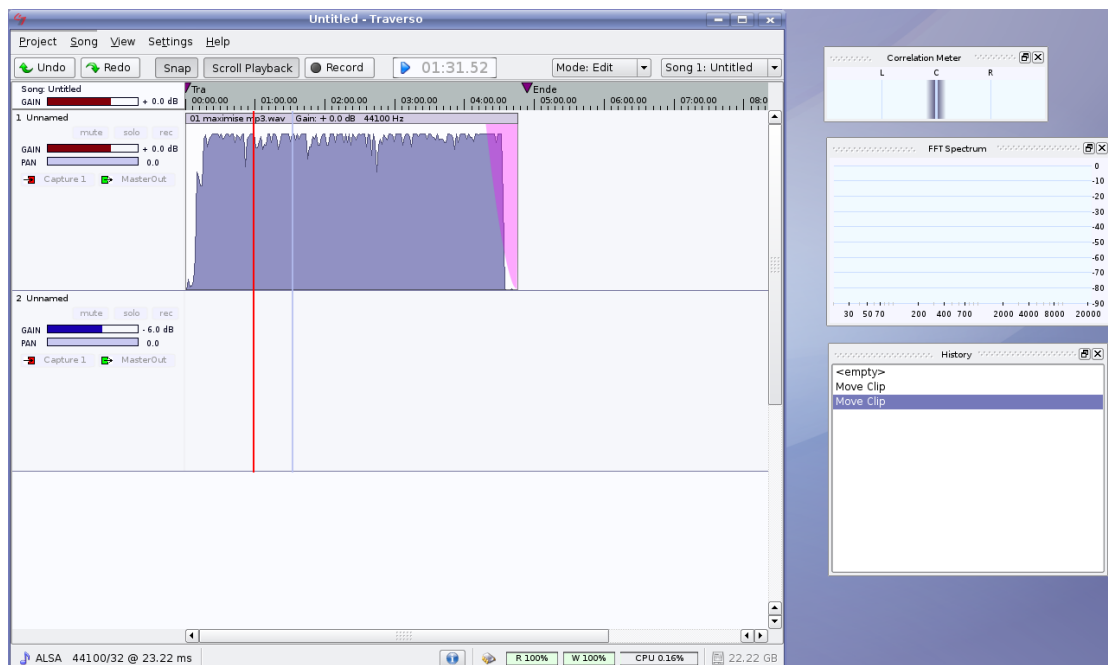 Untitled - Traverso
Project Song View Settings Help
Undo Redo Snap Scroll Playback Record 01:31.52 Mode: Edit Song 1: Untitled
Song: Untitled
GAIN + 0.0 dB
Tra Ende
00:00.00 01:00.00 02:00.00 03:00.00 04:00.00 05:00.00 06:00.00 07:00.00 08:0
1 Unnamed
01 maximise mp3.wav Gain: + 0.0 dB 44100 Hz
mute solo rec
GAIN + 0.0 dB
PAN 0.0
Capture 1 MasterOut
2 Unnamed
mute solo rec
GAIN - 6.0 dB
PAN 0.0
Capture 1 MasterOut
ALSA 44100/32 @ 23.22 ms R 100% W 100% CPU 0.16% 22.22 GB
Correlation Meter
L C R
FFT Spectrum
0
-10
-20
-30
-40
-50
-60
-70
-80
-90
30 50 70 200 400 700 2000 4000 8000 20000
History
<empty>
Move Clip
Move Clip